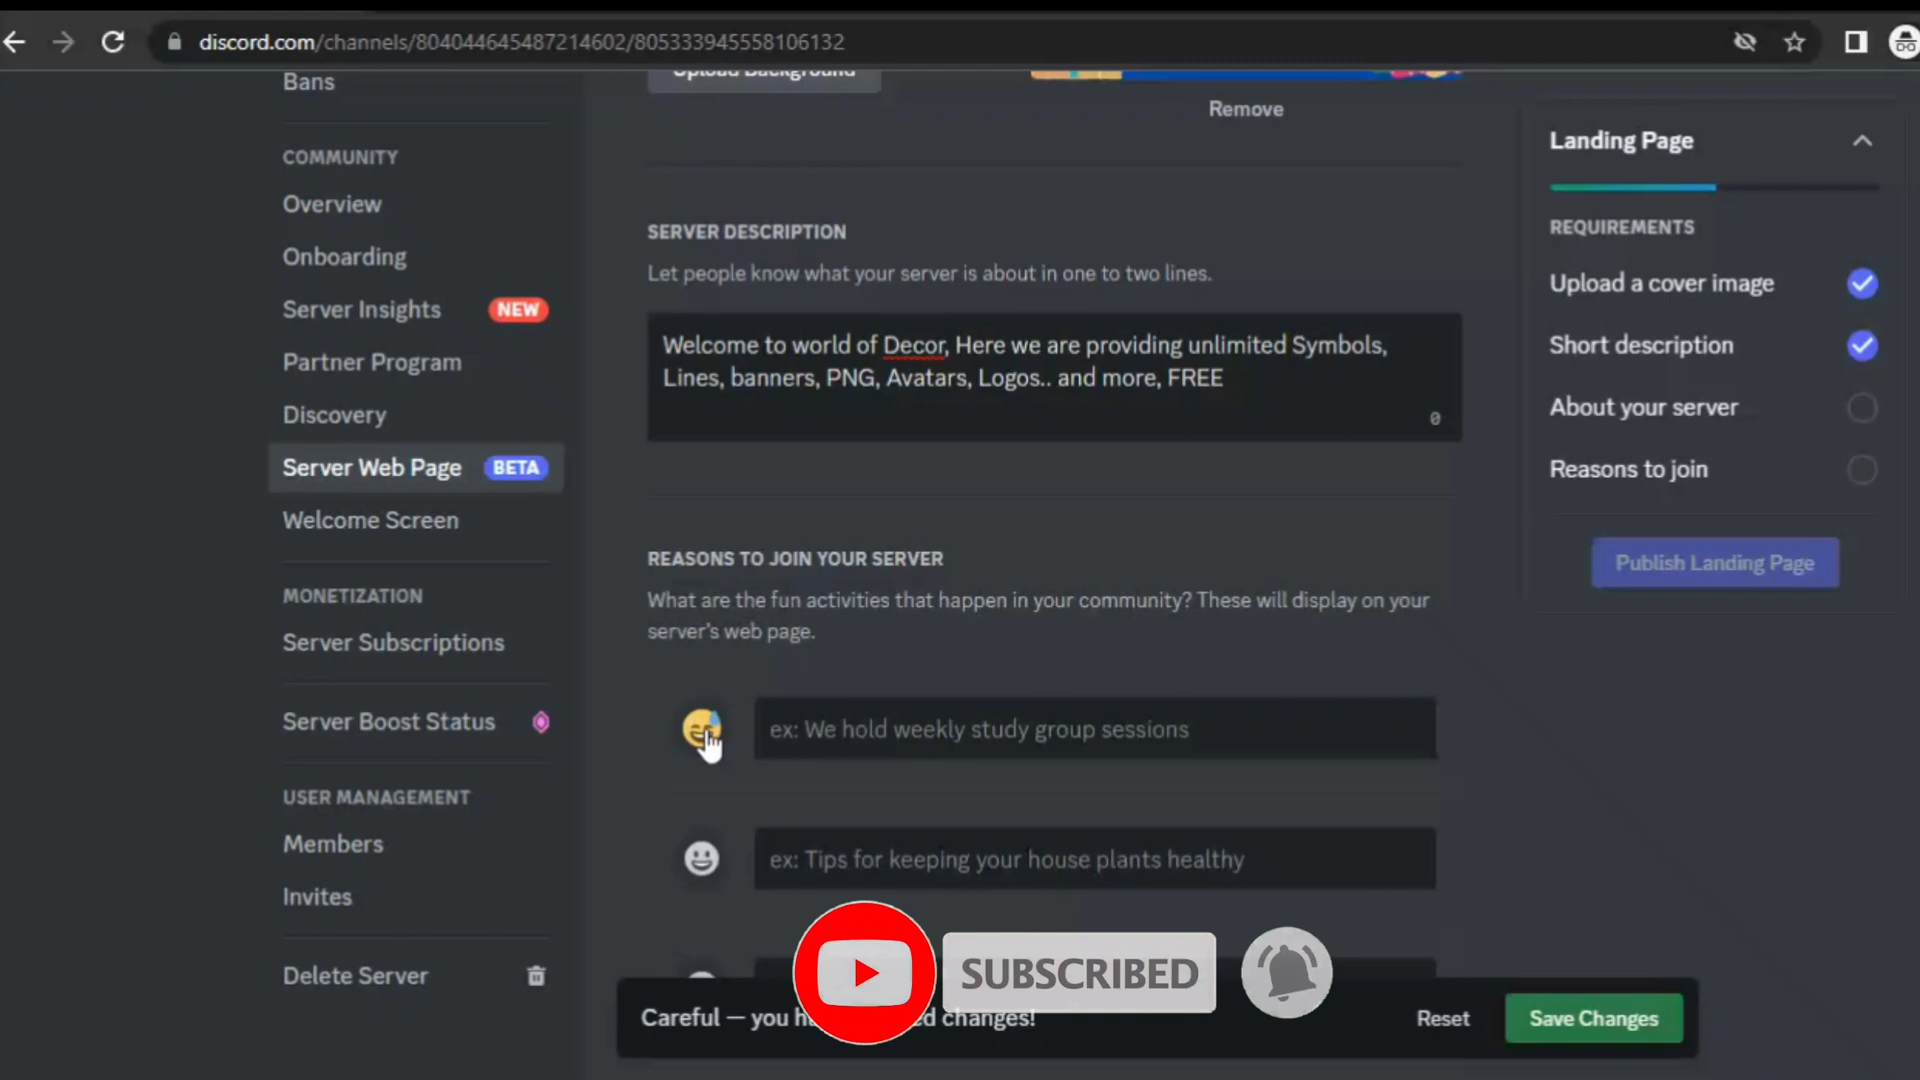 discord.com/channels/804044645487214602/805333945558106132
Bans
COMMUNITY
Overview
Onboarding
Server Insights NEW
Partner Program
Discovery
Server Web Page BETA
Welcome Screen
MONETIZATION
Server Subscriptions
Server Boost Status
USER MANAGEMENT
Members
Invites
Delete Server
Upload Background
Remove
SERVER DESCRIPTION
Let people know what your server is about in one to two lines.
Welcome to world of Decor, Here we are providing unlimited Symbols,
Lines, banners, PNG, Avatars, Logos.. and more, FREE
0
REASONS TO JOIN YOUR SERVER
What are the fun activities that happen in your community? These will display on your
server's web page.
ex: We hold weekly study group sessions
ex: Tips for keeping your house plants healthy
SUBSCRIBED
Careful — you changes!
Reset
Save Changes
Landing Page
REQUIREMENTS
Upload a cover image
Short description
About your server
Reasons to join
Publish Landing Page